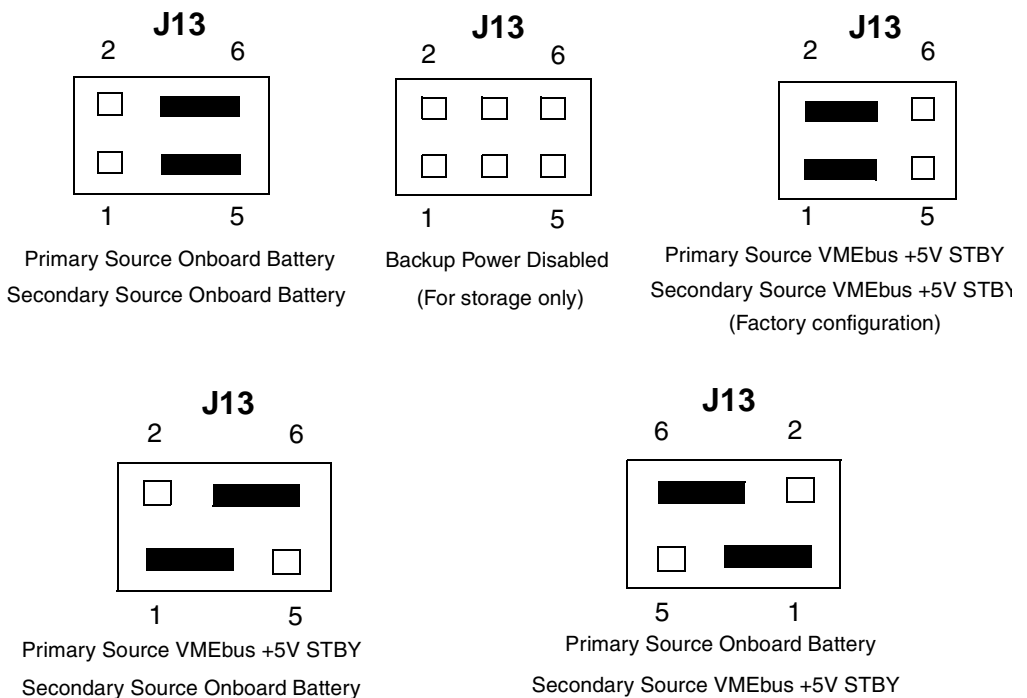 J13
2 6
1 5
Primary Source Onboard Battery
Secondary Source Onboard Battery
J13
2 6
1 5
Backup Power Disabled
(For storage only)
J13
2 6
1 5
Primary Source VMEbus +5V STBY
Secondary Source VMEbus +5V STBY
(Factory configuration)
J13
2 6
1 5
Primary Source VMEbus +5V STBY
Secondary Source Onboard Battery
J13
6 2
5 1
Primary Source Onboard Battery
Secondary Source VMEbus +5V STBY